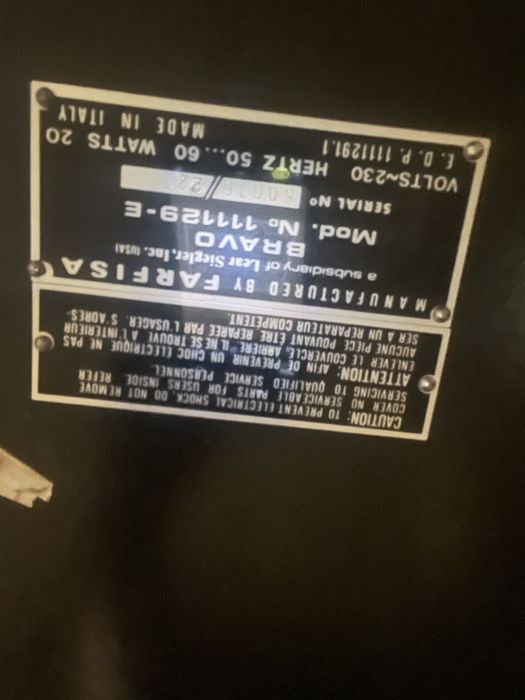 CAUTION: TO PREVENT ELECTRICAL SHOCK, DO NOT REMOVE
COVER NO SERVICEABLE PARTS FOR USERS INSIDE REFER
SERVICING TO QUALIFIED SERVICE PERSONNEL.
ATTENTION: AFIN DE PREVENIR UN CHOC ELECTRIQUE NE PAS
ENLEVER LE COUVERCLE, ARRIÈRE, IL NE SE TROUVE A L'INTERIEUR
AUCUNE PIECE POUVANT ÊTRE REPAREE PAR L'USAGER. S'ADRES-
SER A UN REPARATEUR COMPETENT.
MANUFACTURED BY FARFISA
a subsidiary of Lear Siegler, Inc. (USA)
BRAVO
Mod. No 111129-E
SERIAL N°
VOLTS~230 HERTZ 50...60 WATTS 20
E. D. P. 1111291.1 MADE IN ITALY